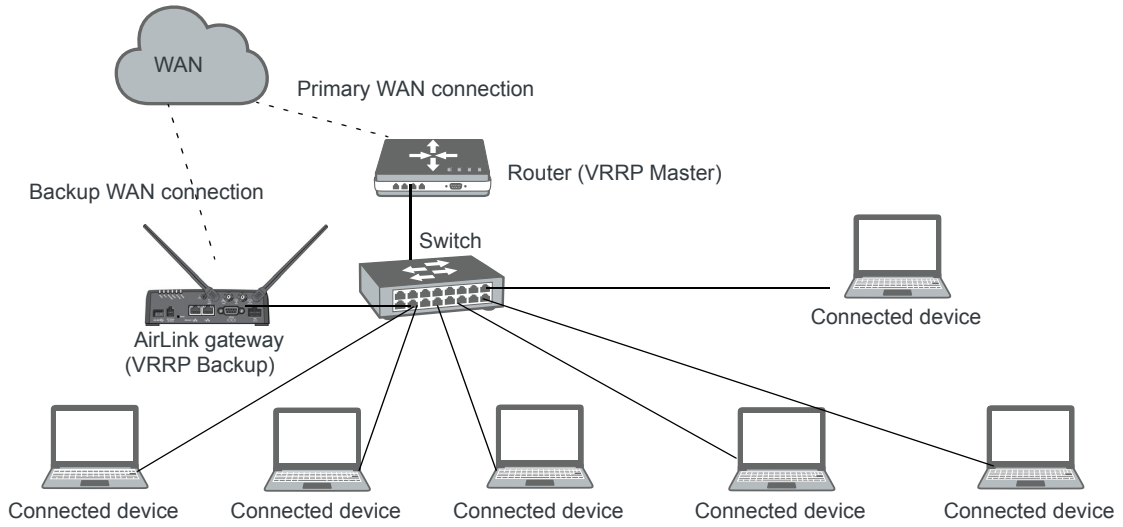 WAN
Primary WAN connection
Router (VRRP Master)
Backup WAN connection
Switch
Connected device
AirLink gateway
(VRRP Backup)
Connected device
Connected device
Connected device
Connected device
Connected device